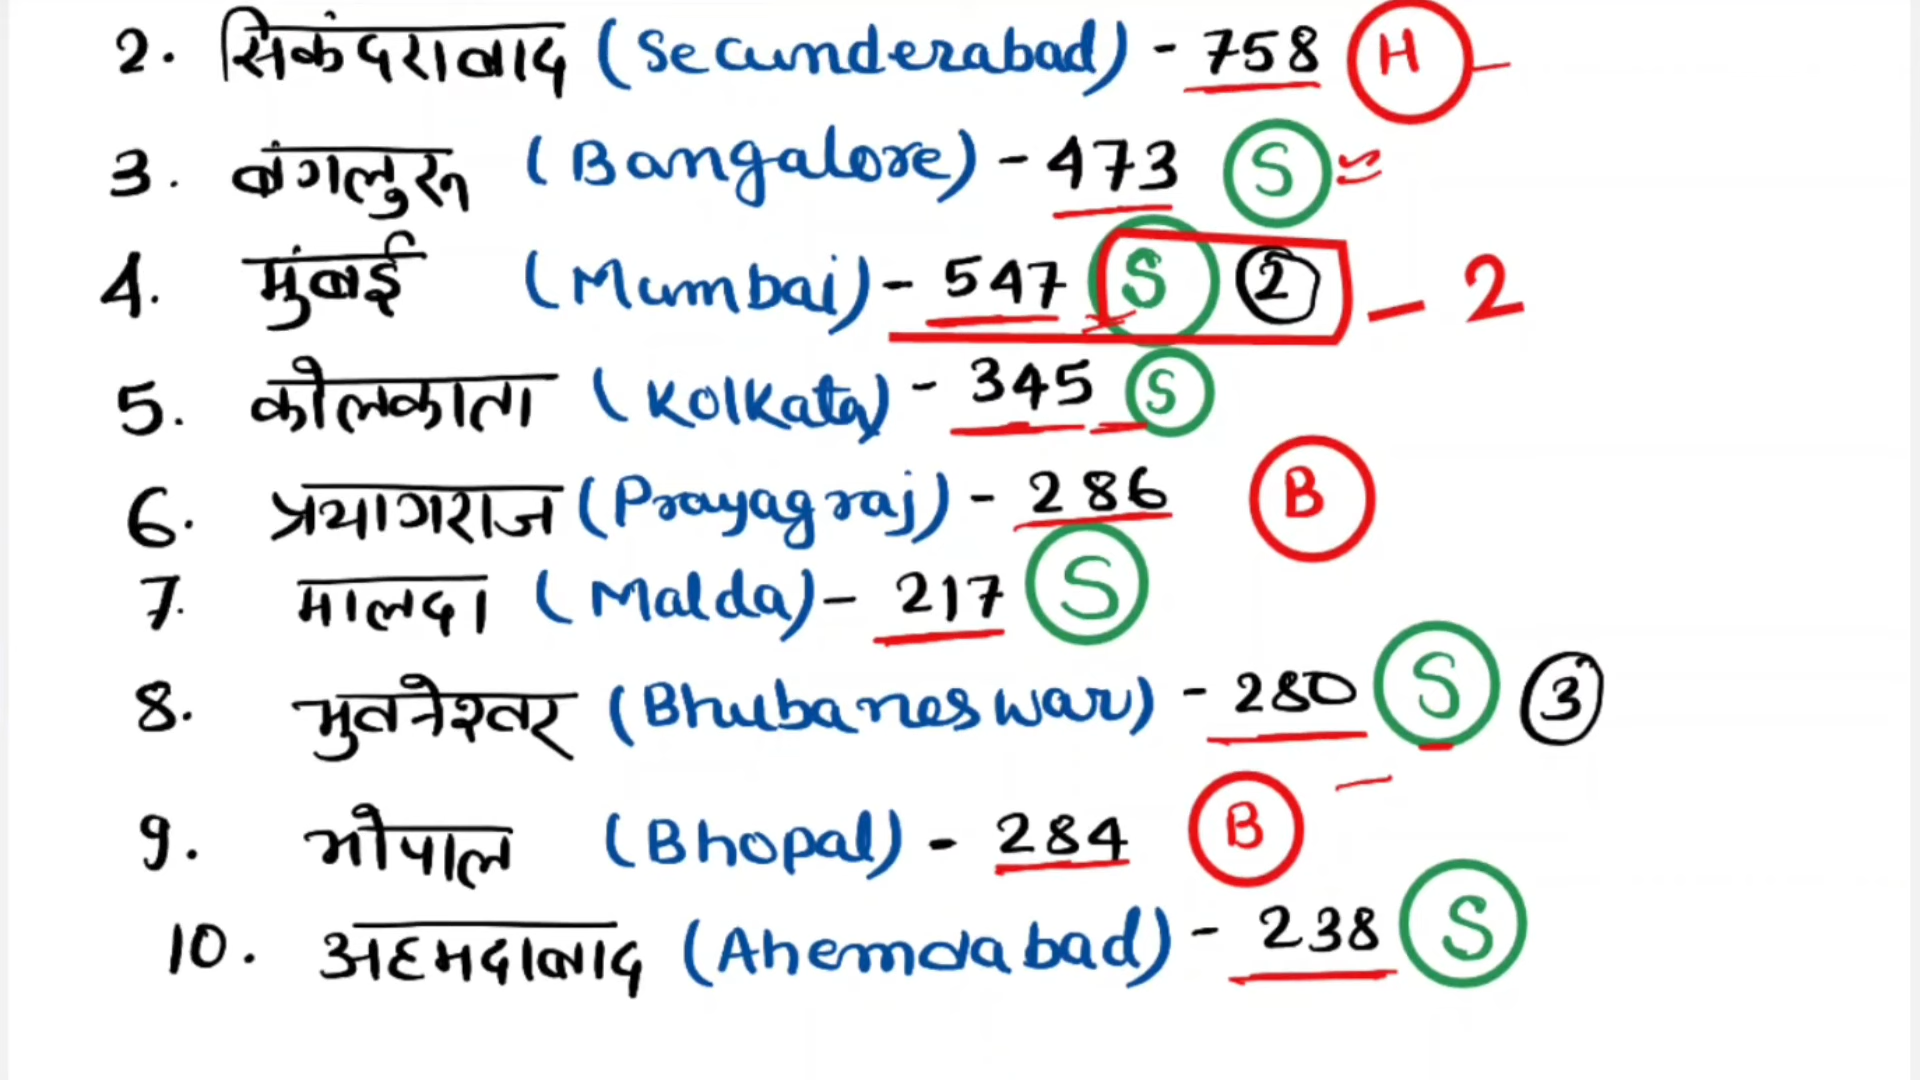 2. सिकंदराबाद (Secunderabad) - 758 H
3. बंगलुरू (Bangalore) - 473 S
4. मुंबई (Mumbai) - 547 S 2 - 2
5. कोलकाता (Kolkata) - 345 S
6. प्रयागराज (Prayagraj) - 286 B
7. मालदा (Malda) - 217 S
8. भुवनेश्वर (Bhubaneswar) - 280 S 3
9. भोपाल (Bhopal) - 284 B
10. अहमदाबाद (Ahemdabad) - 238 S